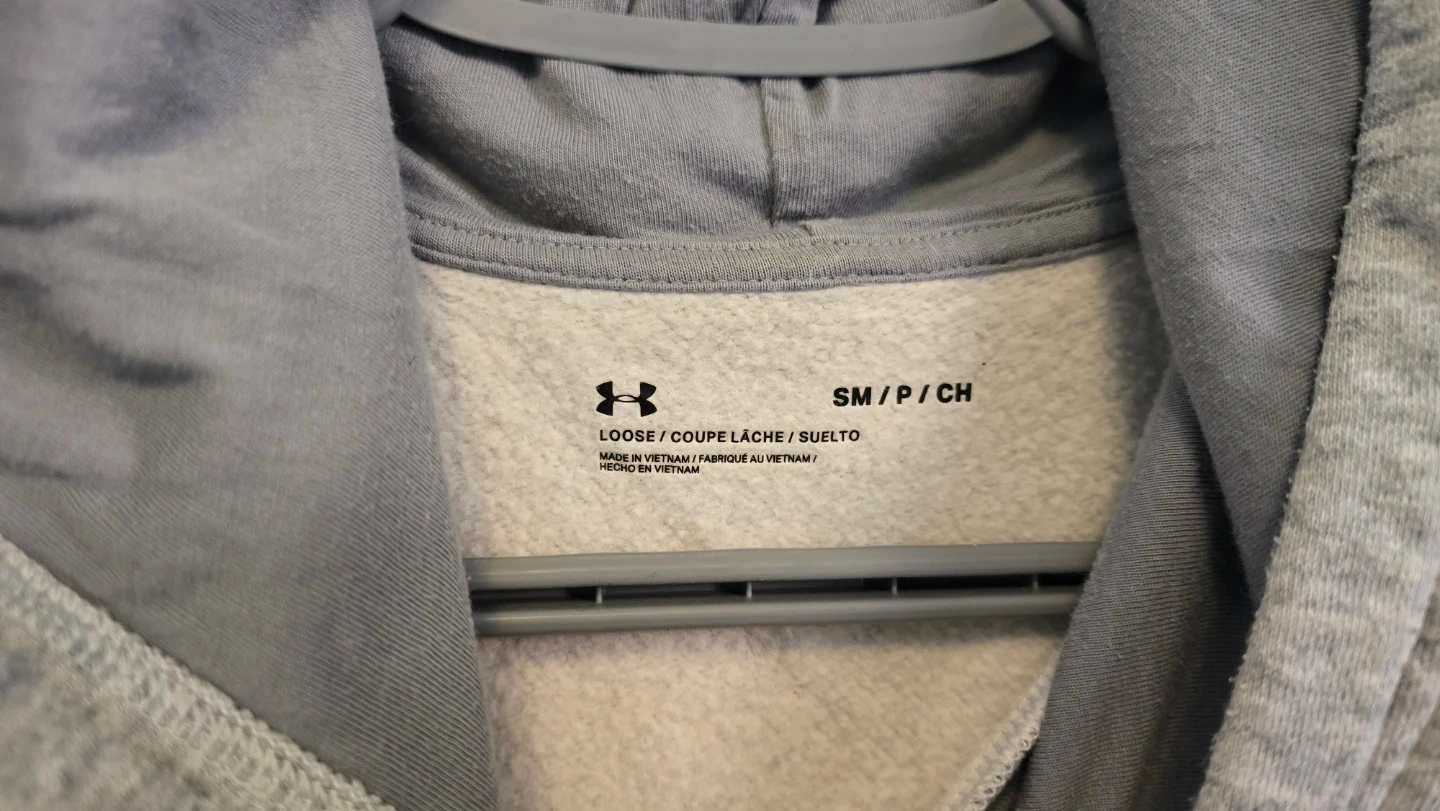 SM / P / CH
LOOSE / COUPE LÂCHE / SUELTO
MADE IN VIETNAM / FABRIQUÉ AU VIETNAM /
HECHO EN VIETNAM